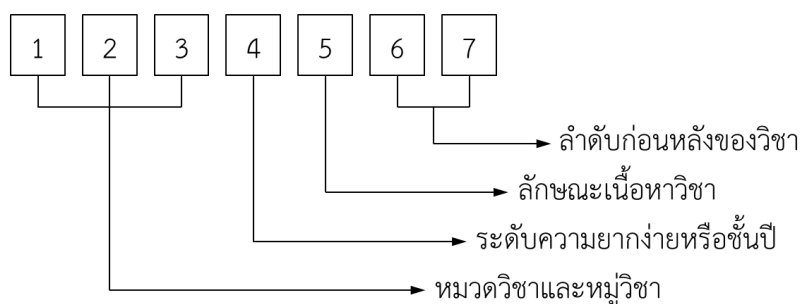 1 2 3 4 5 6 7
ลำดับก่อนหลังของวิชา
ลักษณะเนื้อหาวิชา
ระดับความยากง่ายหรือชั้นปี
หมวดวิชาและหมู่วิชา